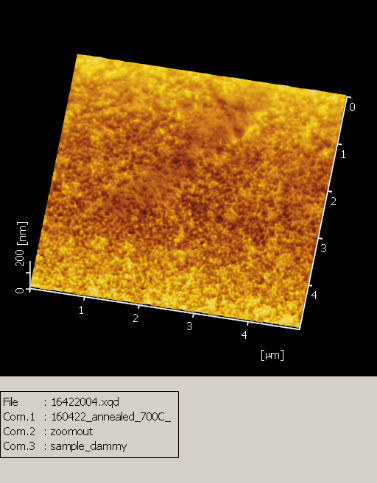 0
1
2
3
4
200 [nm]
0
1
2
3
4
[µm]
File : 16422004.xqd
Com.1 : 160422_annealed_700C_
Com.2 : zoomout
Com.3 : sample_dammy